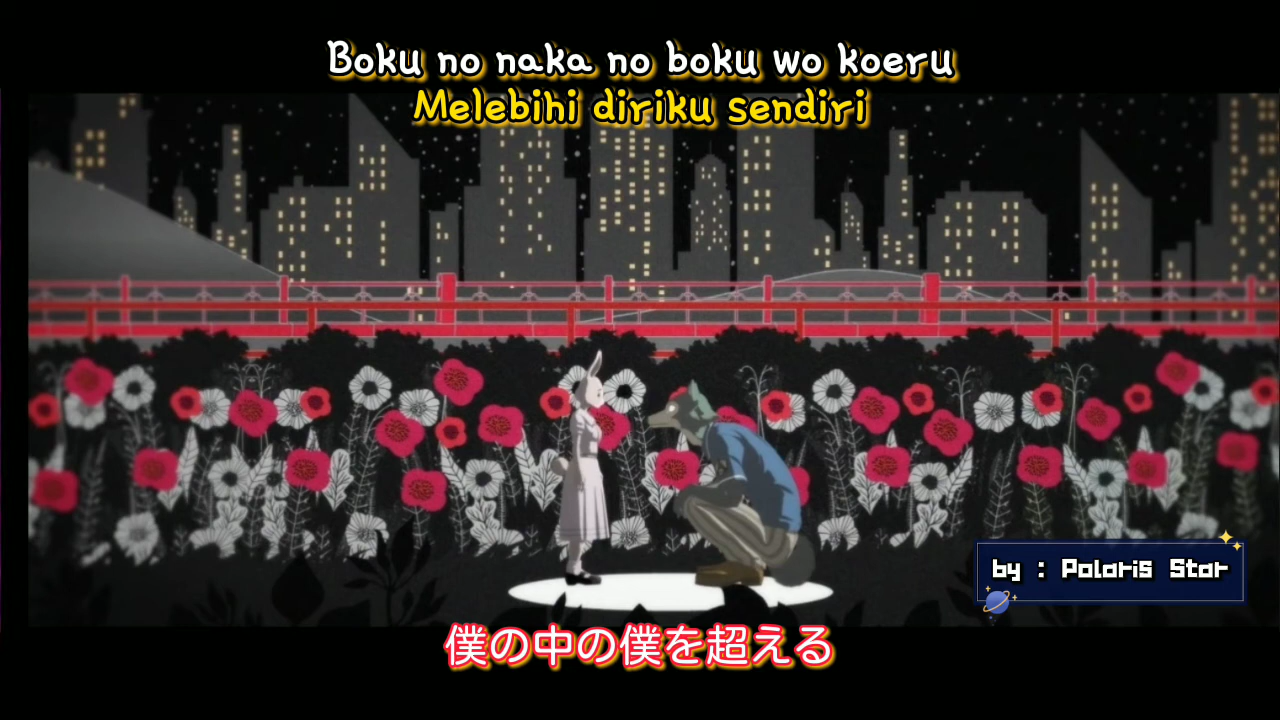 Boku no naka no boku wo koeru
Melebihi diriku sendiri
by : Polaris Star
僕の中の僕を超える